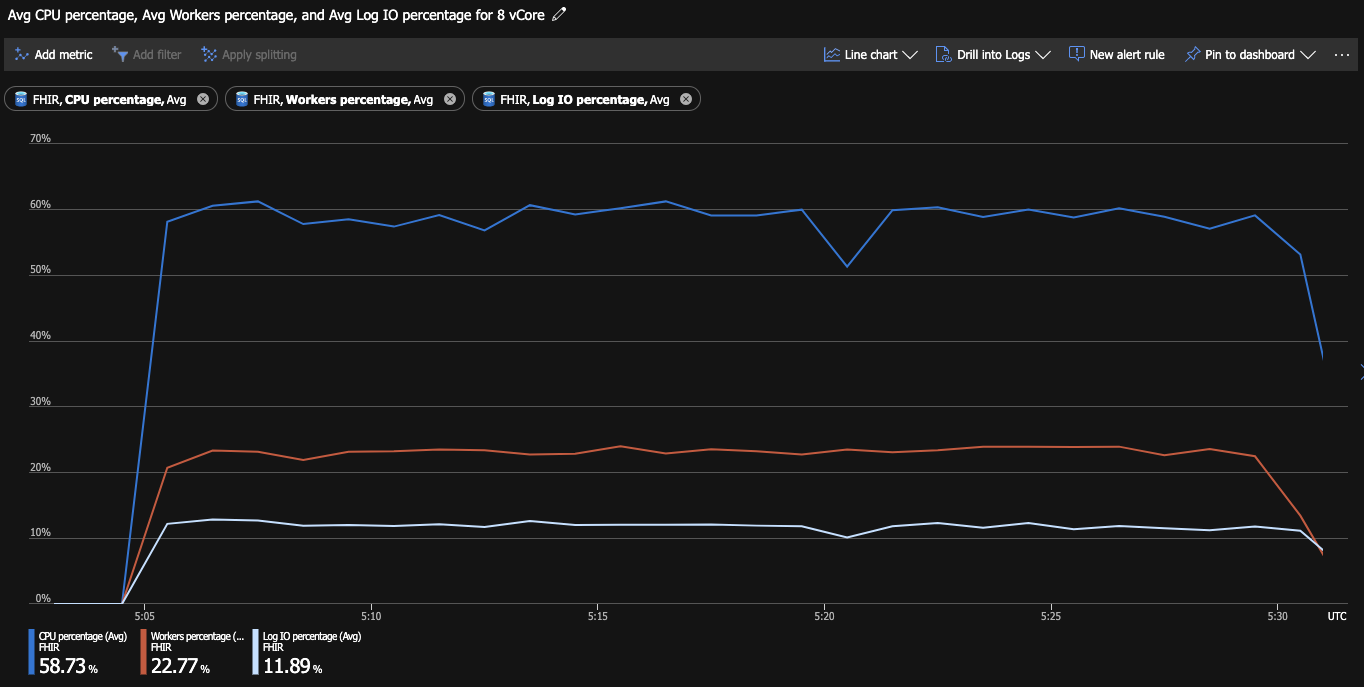 Avg CPU percentage, Avg Workers percentage, and Avg Log IO percentage for 8 vCore
Add metric Add filter Apply splitting Line chart Drill into Logs New alert rule Pin to dashboard ...
FHIR, CPU percentage, Avg FHIR, Workers percentage, Avg FHIR, Log IO percentage, Avg
70%
60%
50%
40%
30%
20%
10%
0%
5:05 5:10 5:15 5:20 5:25 5:30 UTC
CPU percentage (Avg)
FHIR
58.73 %
Workers percentage (...
FHIR
22.77 %
Log IO percentage (Avg)
FHIR
11.89 %